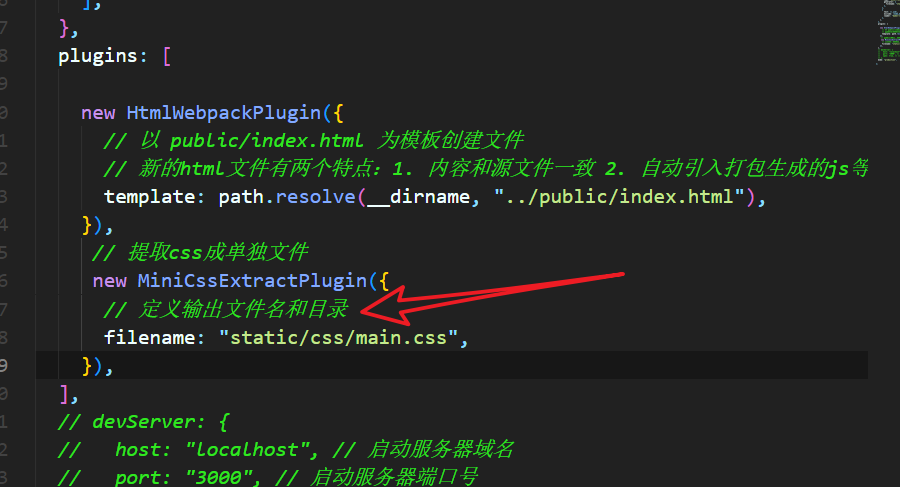 ],
},
plugins: [
new HtmlWebpackPlugin({
// 以 public/index.html 为模板创建文件
// 新的html文件有两个特点：1. 内容和源文件一致 2. 自动引入打包生成的js等
template: path.resolve(__dirname, "../public/index.html"),
}),
// 提取css成单独文件
new MiniCssExtractPlugin({
// 定义输出文件名和目录
filename: "static/css/main.css",
}),
],
// devServer: {
//   host: "localhost", // 启动服务器域名
//   port: "3000", // 启动服务器端口号